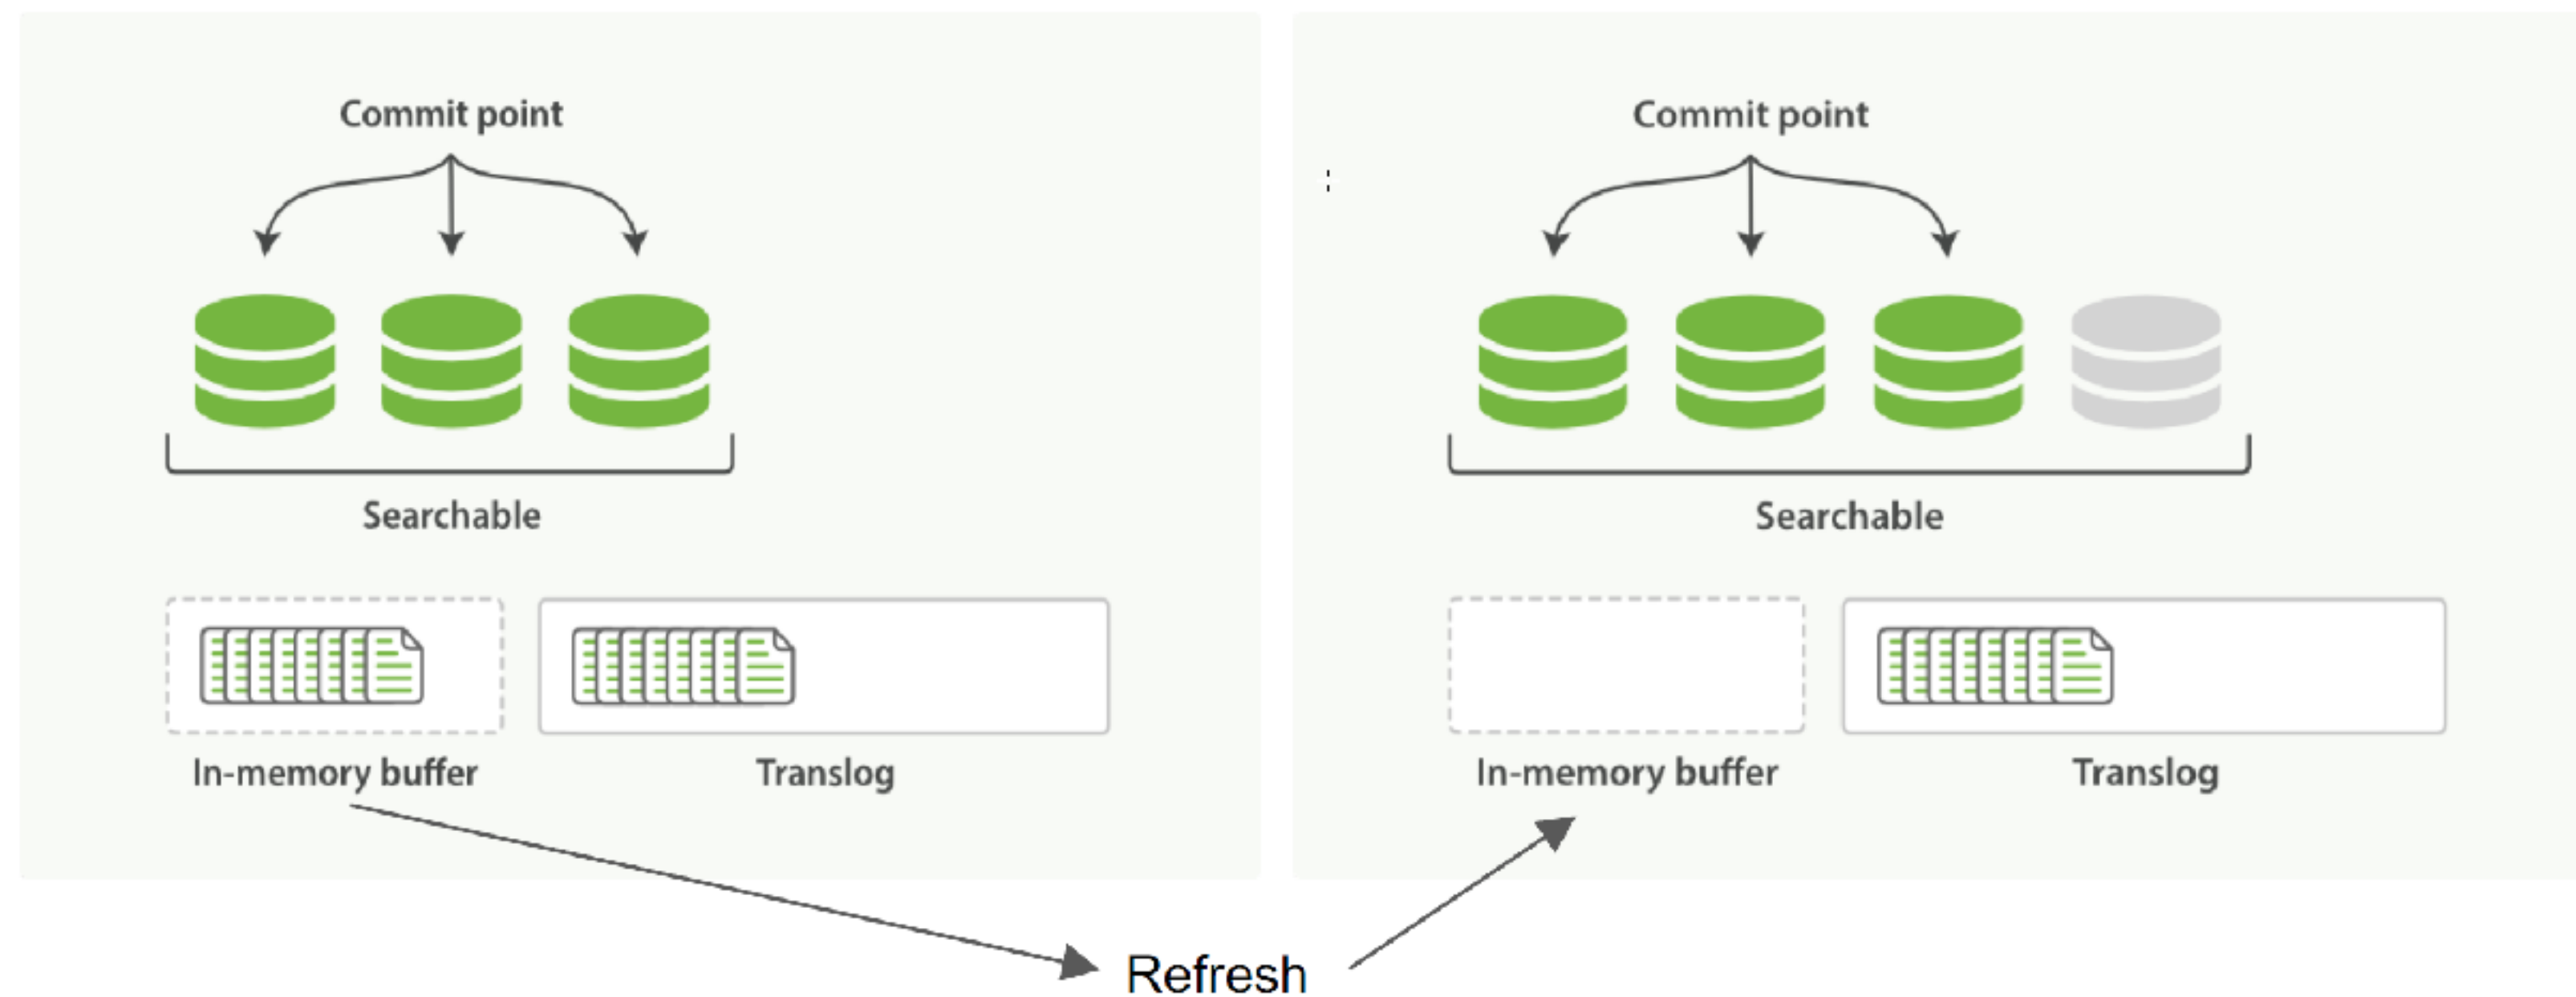 Commit point
Searchable
In-memory buffer
Translog
Commit point
:
Searchable
In-memory buffer
Translog
Refresh